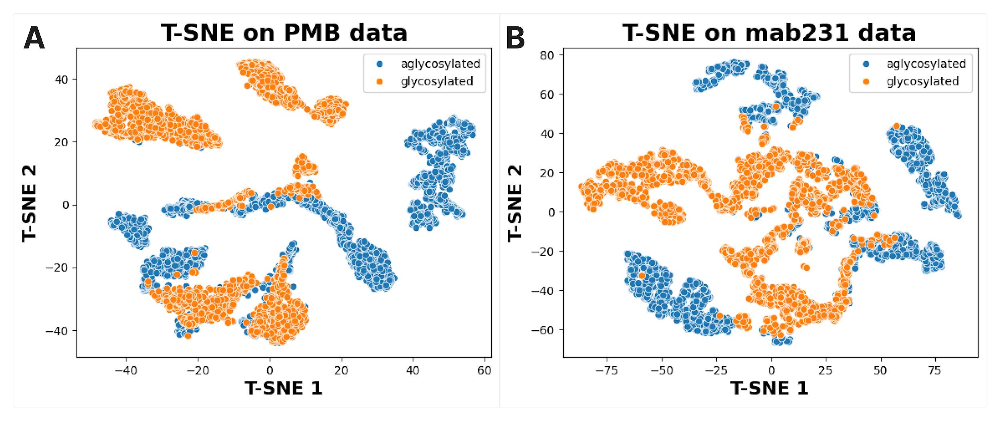 A
T-SNE on PMB data
aglycosylated
glycosylated
40
20
0
−20
−40
T-SNE 2
−40 −20 0 20 40 60
T-SNE 1
B
T-SNE on mab231 data
aglycosylated
glycosylated
80
60
40
20
0
−20
−40
−60
T-SNE 2
−75 −50 −25 0 25 50 75
T-SNE 1